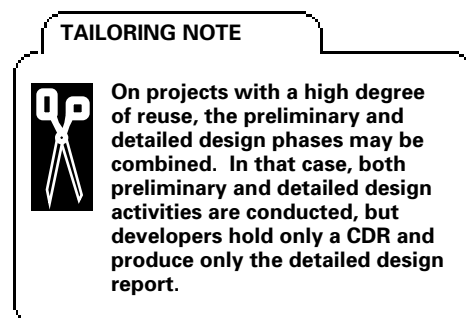 TAILORING NOTE
On projects with a high degree
of reuse, the preliminary and
detailed design phases may be
combined.  In that case, both
preliminary and detailed design
activities are conducted, but
developers hold only a CDR and
produce only the detailed design
report.